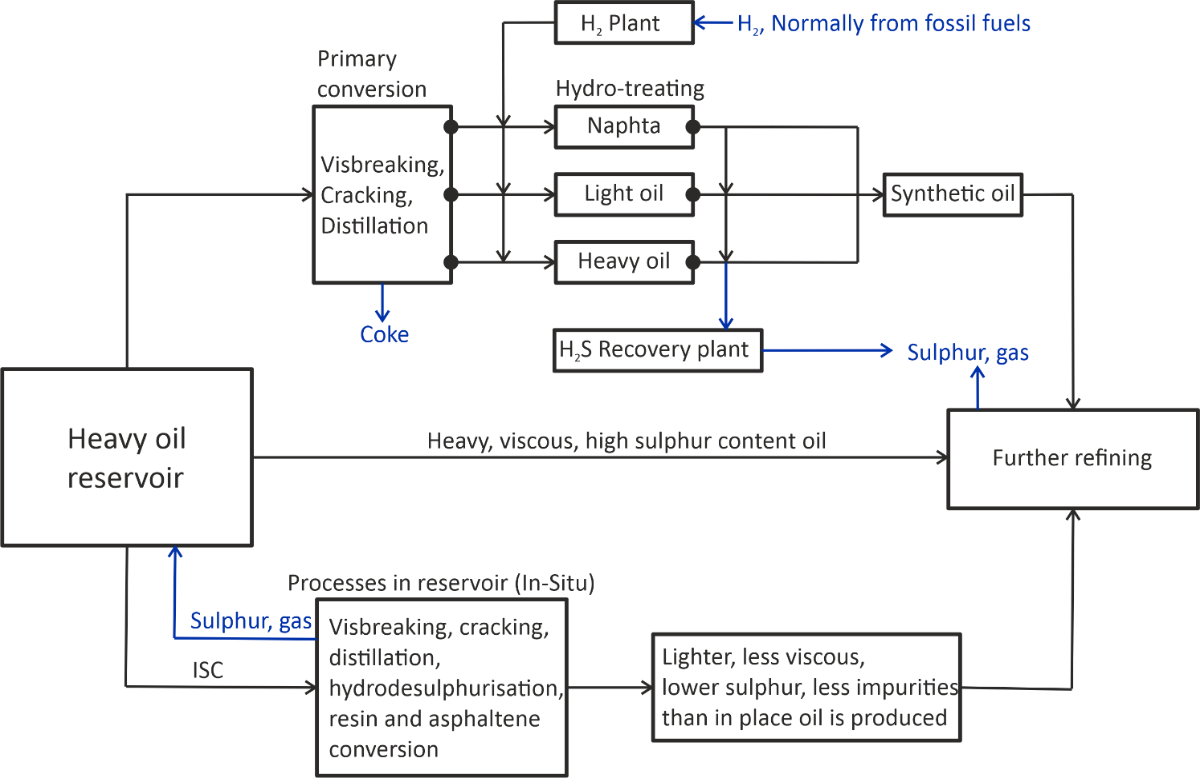 H₂ Plant
H₂, Normally from fossil fuels
Primary
conversion
Hydro-treating
Naphta
Visbreaking,
Cracking,
Distillation
Light oil
Synthetic oil
Heavy oil
Coke
H₂S Recovery plant
Sulphur, gas
Heavy oil
reservoir
Heavy, viscous, high sulphur content oil
Further refining
Processes in reservoir (In-Situ)
Sulphur, gas
ISC
Visbreaking, cracking,
distillation,
hydrodesulphurisation,
resin and asphaltene
conversion
Lighter, less viscous,
lower sulphur, less impurities
than in place oil is produced